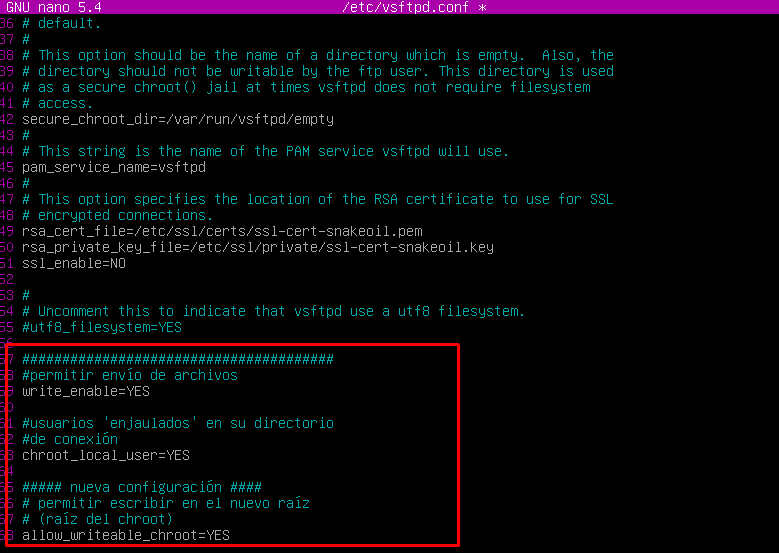 GNU nano 5.4 /etc/vsftpd.conf *
36 # default.
37 #
38 # This option should be the name of a directory which is empty.  Also, the
39 # directory should not be writable by the ftp user. This directory is used
40 # as a secure chroot() jail at times vsftpd does not require filesystem
41 # access.
42 secure_chroot_dir=/var/run/vsftpd/empty
43 #
44 # This string is the name of the PAM service vsftpd will use.
45 pam_service_name=vsftpd
46 #
47 # This option specifies the location of the RSA certificate to use for SSL
48 # encrypted connections.
49 rsa_cert_file=/etc/ssl/certs/ssl-cert-snakeoil.pem
50 rsa_private_key_file=/etc/ssl/private/ssl-cert-snakeoil.key
51 ssl_enable=NO
52
53 #
54 # Uncomment this to indicate that vsftpd use a utf8 filesystem.
55 #utf8_filesystem=YES
56
57 ########################################
58 #permitir envío de archivos
59 write_enable=YES
60
61 #usuarios 'enjaulados' en su directorio
62 #de conexión
63 chroot_local_user=YES
64
65 ##### nueva configuración ####
66 # permitir escribir en el nuevo raíz
67 # (raíz del chroot)
68 allow_writeable_chroot=YES